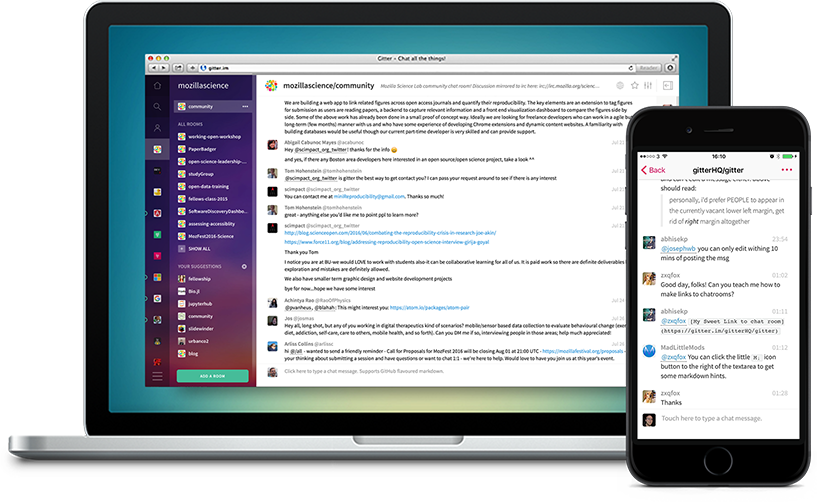 Gitter – Chat all the things!
gitter.im
Reader
mozillascience
community
ALL ROOMS
working-open-workshop
PaperBadger
open-science-leadership-...
studyGroup
open-data-training
fellows-class-2015
SoftwareDiscoveryDashbo...
assessing-accessiblity
MozFest2016-Science
SHOW ALL
YOUR SUGGESTIONS
fellowship
Bio.jl
jupyterhub
community
slidewinder
urbanco2
blog
ADD A ROOM
mozillascience/community
Mozilla Science Lab community chat room! Discussion mirrored to irc here: irc://irc.mozilla.org/scienc...
We are building a web app to link related figures across open access journals and quantify their reproducibility. The key elements are an extension to tag figures
for submission as users are reading papers, a backend to capture relevant information and a front end visualization dashboard to compare the figures side by
side. Some of the above work has already been done in a small proof of concept way. Ideally we are looking for freelance developers who can work in a agile bu
long-term (few months) manner with us and who have some experience of developing Chrome extensions and dynamic content websites. A familiarity with
building databases would be useful though our current part-time developer is very skilled and can provide support.
Abigail Cabunoc Mayes @acabunoc
Hey @scimpact_org_twitter! thanks for the info 😀
and yes, if there any Boston area developers here interested in an open source/open science project, take a look ^^
Tom Hohenstein @tomhohenstein
@scimpact_org_twitter is gitter the best way to get contact you? I can pass your request around to see if there is any interest
scimpact @scimpact_org_twitter
You can contact me at minilifereproducibility@gmail.com. Thanks so much!
Tom Hohenstein @tomhohenstein
great - anything else you'd like me to point ppl to learn more?
scimpact @scimpact_org_twitter
http://blog.scienceopen.com/2016/06/combating-the-reproducibility-crisis-in-research-joe-akin/
https://www.force11.org/blog/addressing-reproducibility-open-science-interview-girija-goyal
Thank you Tom
I notice you are at BU-we would LOVE to work with students also-it can be collaborative learning for all of us. It is paid work so there are definite deliverables
exploration and mistakes are definitely allowed.
We also have smaller term graphic design and website development projects
bye for now...hope we have some interest
Achintya Rao @RaoOfPhysics
@pvanheus, @blahah: This might interest you: https://atom.io/packages/atom-pair
Jos @josmas
Hey all, long shot, but any of you working in digital therapeutics kind of scenarios? mobile/sensor based data collection to evaluate behavioural change (exer
diet, addiction, self care, care to others, mobile health, and so forth). Can you DM me if so, interviewing people in those areas; help much appreciated!
Arliss Collins @arlissc
hi @/all - wanted to send a friendly reminder - Call for Proposals for MozFest 2016 will be closing Aug 01 at 21:00 UTC - https://mozillafestival.org/proposals -
your thinking about submitting a session and have questions or want to chat 1:1 - we're here to help. Would love to have you join us at this year's event.
Click here to type a chat message. Supports GitHub flavoured markdown.
16:10
Back
gitterHQ/gitter
should read:
personally, i'd prefer PEOPLE to appear in
the currently vacant lower left margin, get
rid of right margin altogether
abhisekp
23:54
@josephwb you can only edit withing 10
mins of posting the msg
zxqfox
01:02
Good day, folks! Can you teach me how to
make links to chatrooms?
abhisekp
01:11
@zxqfox [My Sweet Link to chat room]
(https://gitter.im/gitterHQ/gitter)
MadLittleMods
01:12
@zxqfox You can click the little M↓ icon
button to the right of the textarea to get
some markdown hints.
zxqfox
01:28
Thanks
Touch here to type a chat message.